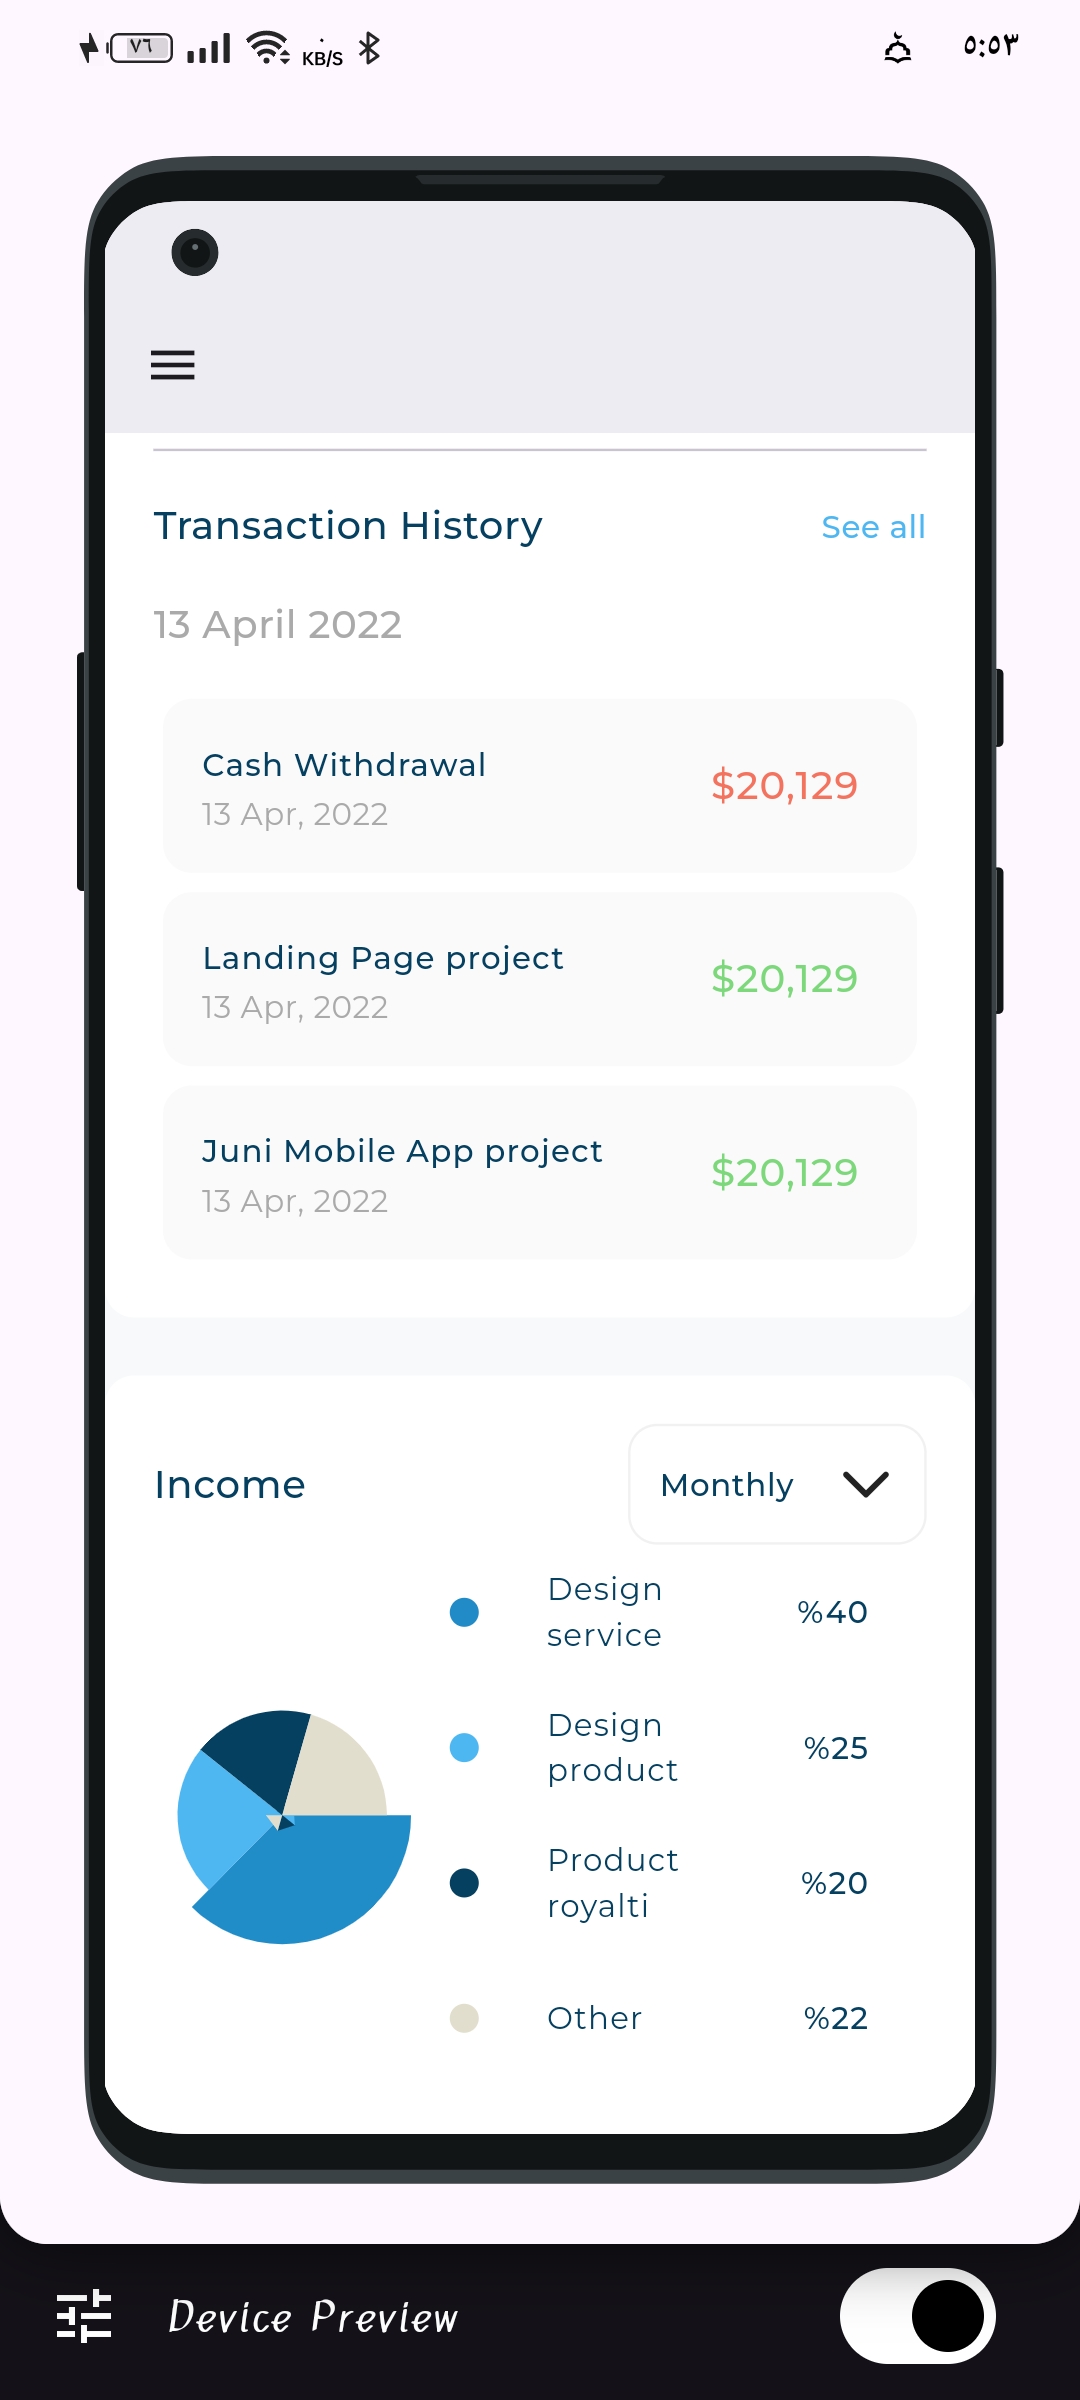 ٧٦
KB/S
٥:٥٣
Transaction History
See all
13 April 2022
Cash Withdrawal
13 Apr, 2022
$20,129
Landing Page project
13 Apr, 2022
$20,129
Juni Mobile App project
13 Apr, 2022
$20,129
Income
Monthly
Design
service
%40
Design
product
%25
Product
royalti
%20
Other
%22
Device Preview